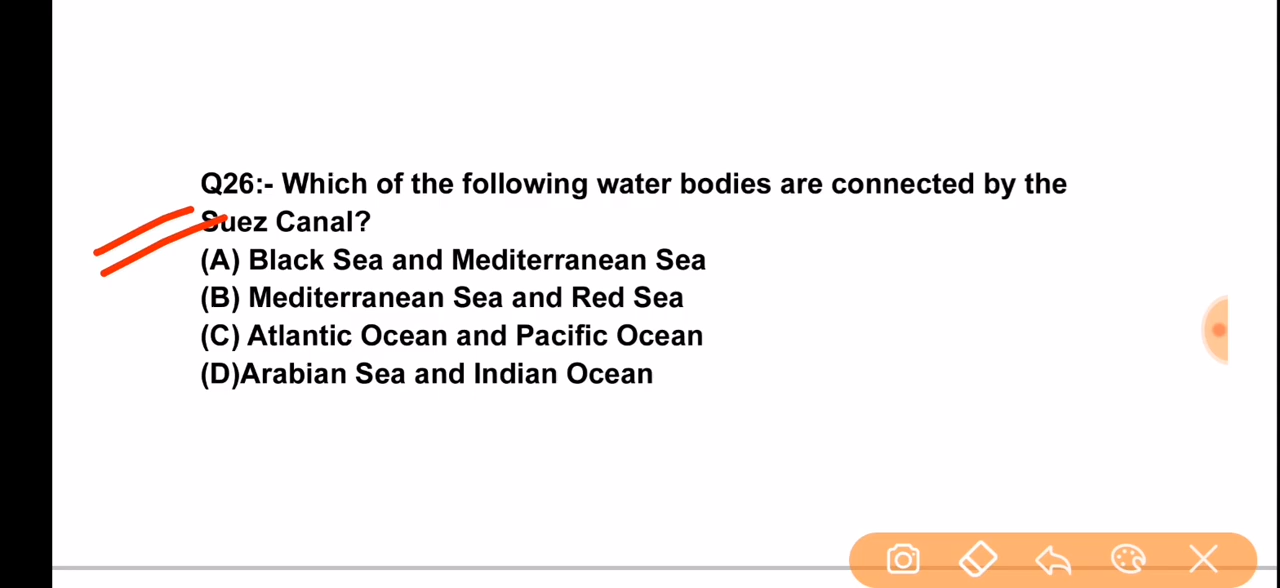 Q26:- Which of the following water bodies are connected by the
Suez Canal?
(A) Black Sea and Mediterranean Sea
(B) Mediterranean Sea and Red Sea
(C) Atlantic Ocean and Pacific Ocean
(D)Arabian Sea and Indian Ocean